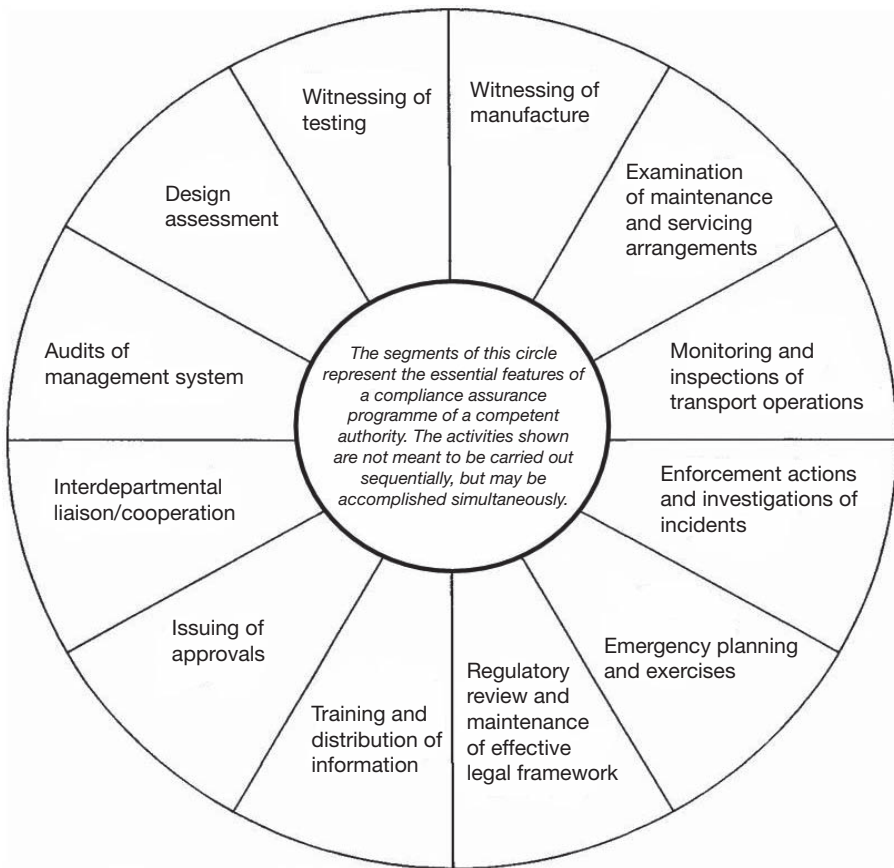 Witnessing of
testing
Witnessing of
manufacture
Examination
of maintenance
and servicing
arrangements
Monitoring and
inspections of
transport operations
Enforcement actions
and investigations of
incidents
Emergency planning
and exercises
Regulatory
review and
maintenance
of effective
legal framework
Training and
distribution of
information
Issuing of
approvals
Interdepartmental
liaison/cooperation
Audits of
management system
Design
assessment
The segments of this circle
represent the essential features of
a compliance assurance
programme of a competent
authority. The activities shown
are not meant to be carried out
sequentially, but may be
accomplished simultaneously.